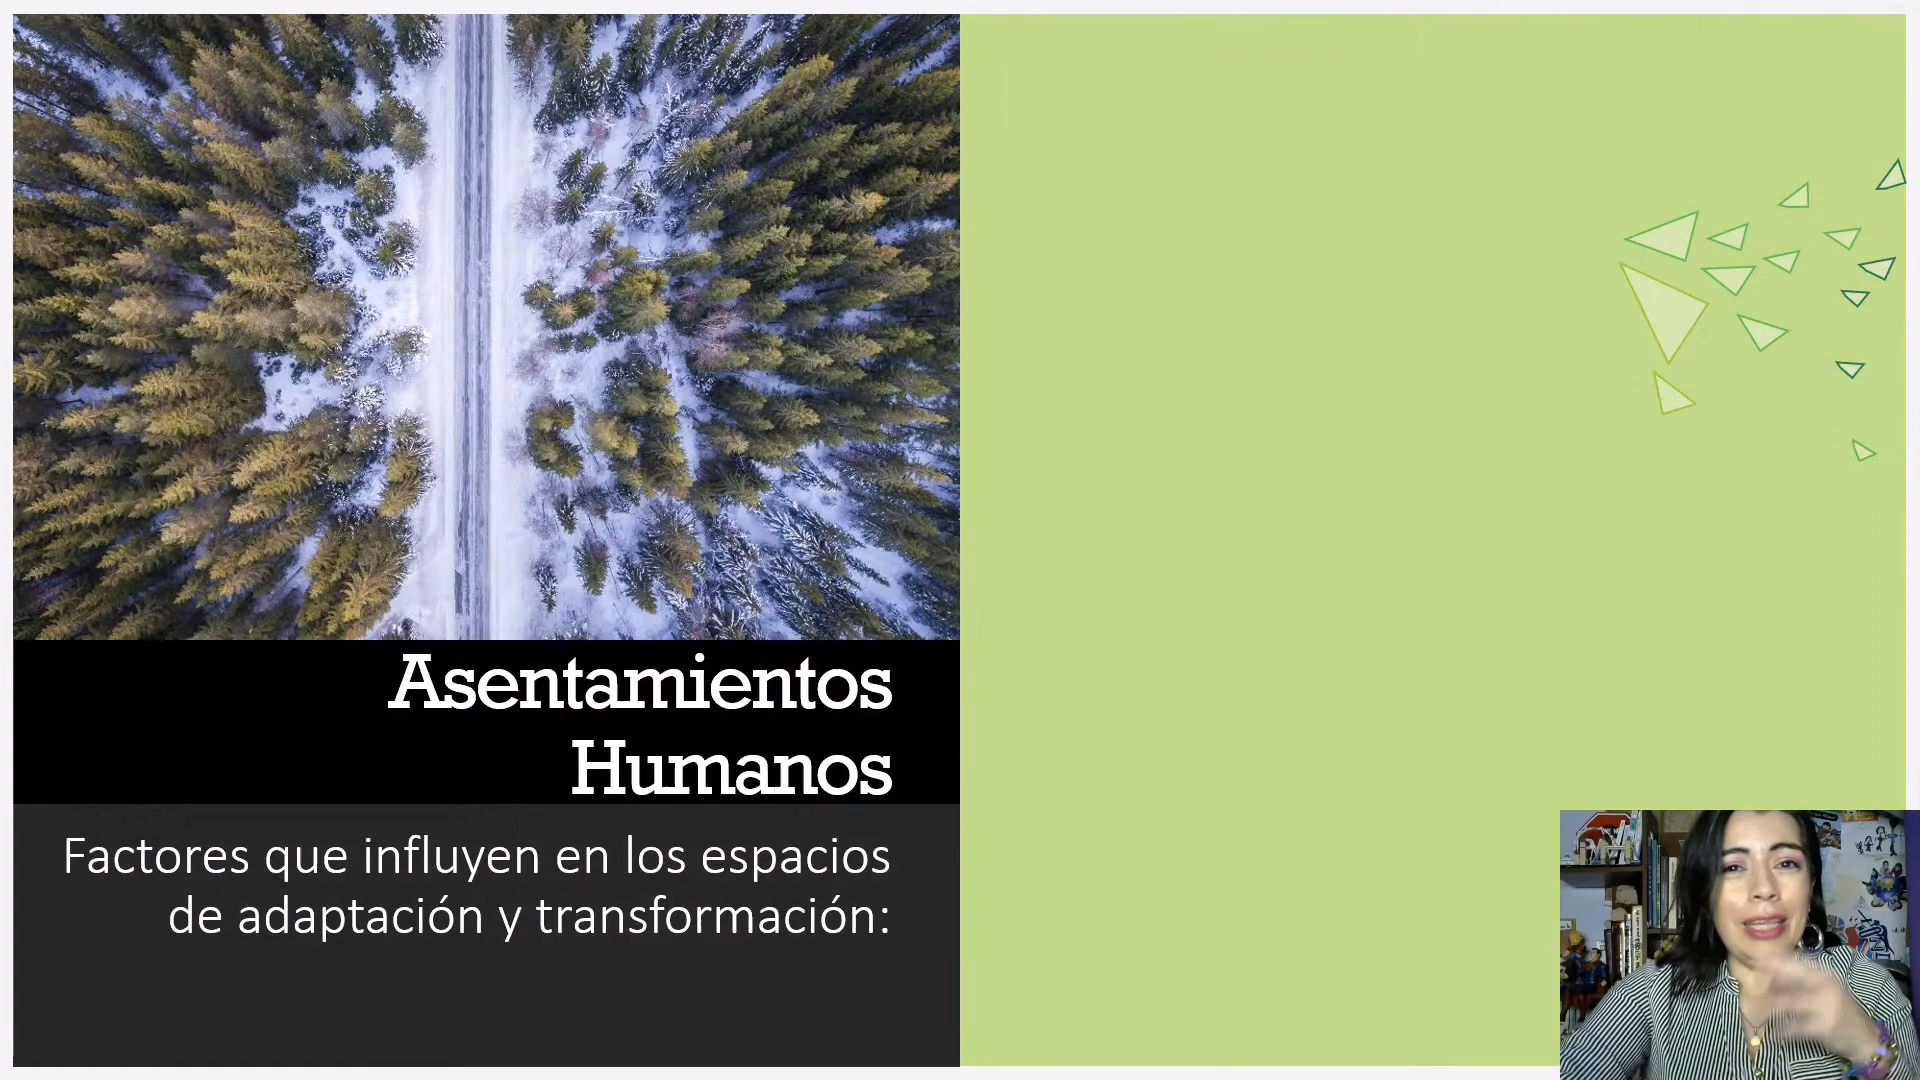 Asentamientos
Humanos
Factores que influyen en los espacios
de adaptación y transformación: